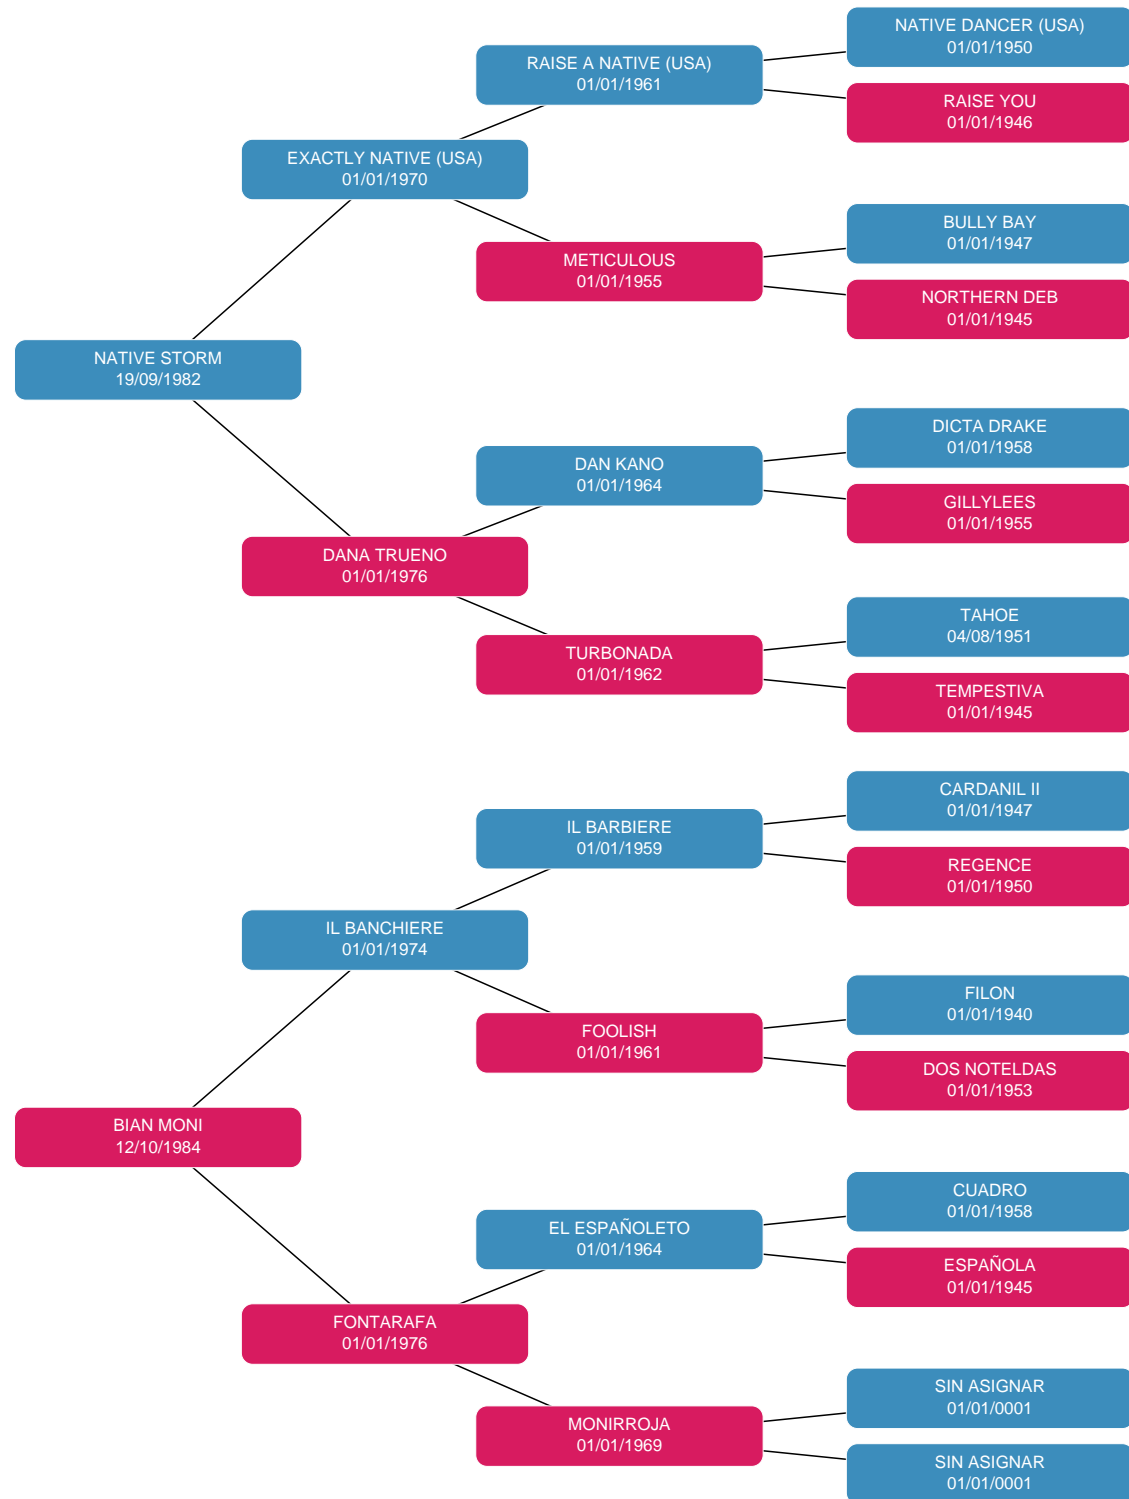 NATIVE DANCER (USA)
01/01/1950
RAISE A NATIVE (USA)
01/01/1961
RAISE YOU
01/01/1946
EXACTLY NATIVE (USA)
01/01/1970
BULLY BAY
01/01/1947
METICULOUS
01/01/1955
NORTHERN DEB
01/01/1945
NATIVE STORM
19/09/1982
DICTA DRAKE
01/01/1958
DAN KANO
01/01/1964
GILLYLEES
01/01/1955
DANA TRUENO
01/01/1976
TAHOE
04/08/1951
TURBONADA
01/01/1962
TEMPESTIVA
01/01/1945
CARDANIL II
01/01/1947
IL BARBIERE
01/01/1959
REGENCE
01/01/1950
IL BANCHIERE
01/01/1974
FILON
01/01/1940
FOOLISH
01/01/1961
DOS NOTELDAS
01/01/1953
BIAN MONI
12/10/1984
CUADRO
01/01/1958
EL ESPAÑOLETO
01/01/1964
ESPAÑOLA
01/01/1945
FONTARAFA
01/01/1976
SIN ASIGNAR
01/01/0001
MONIRROJA
01/01/1969
SIN ASIGNAR
01/01/0001